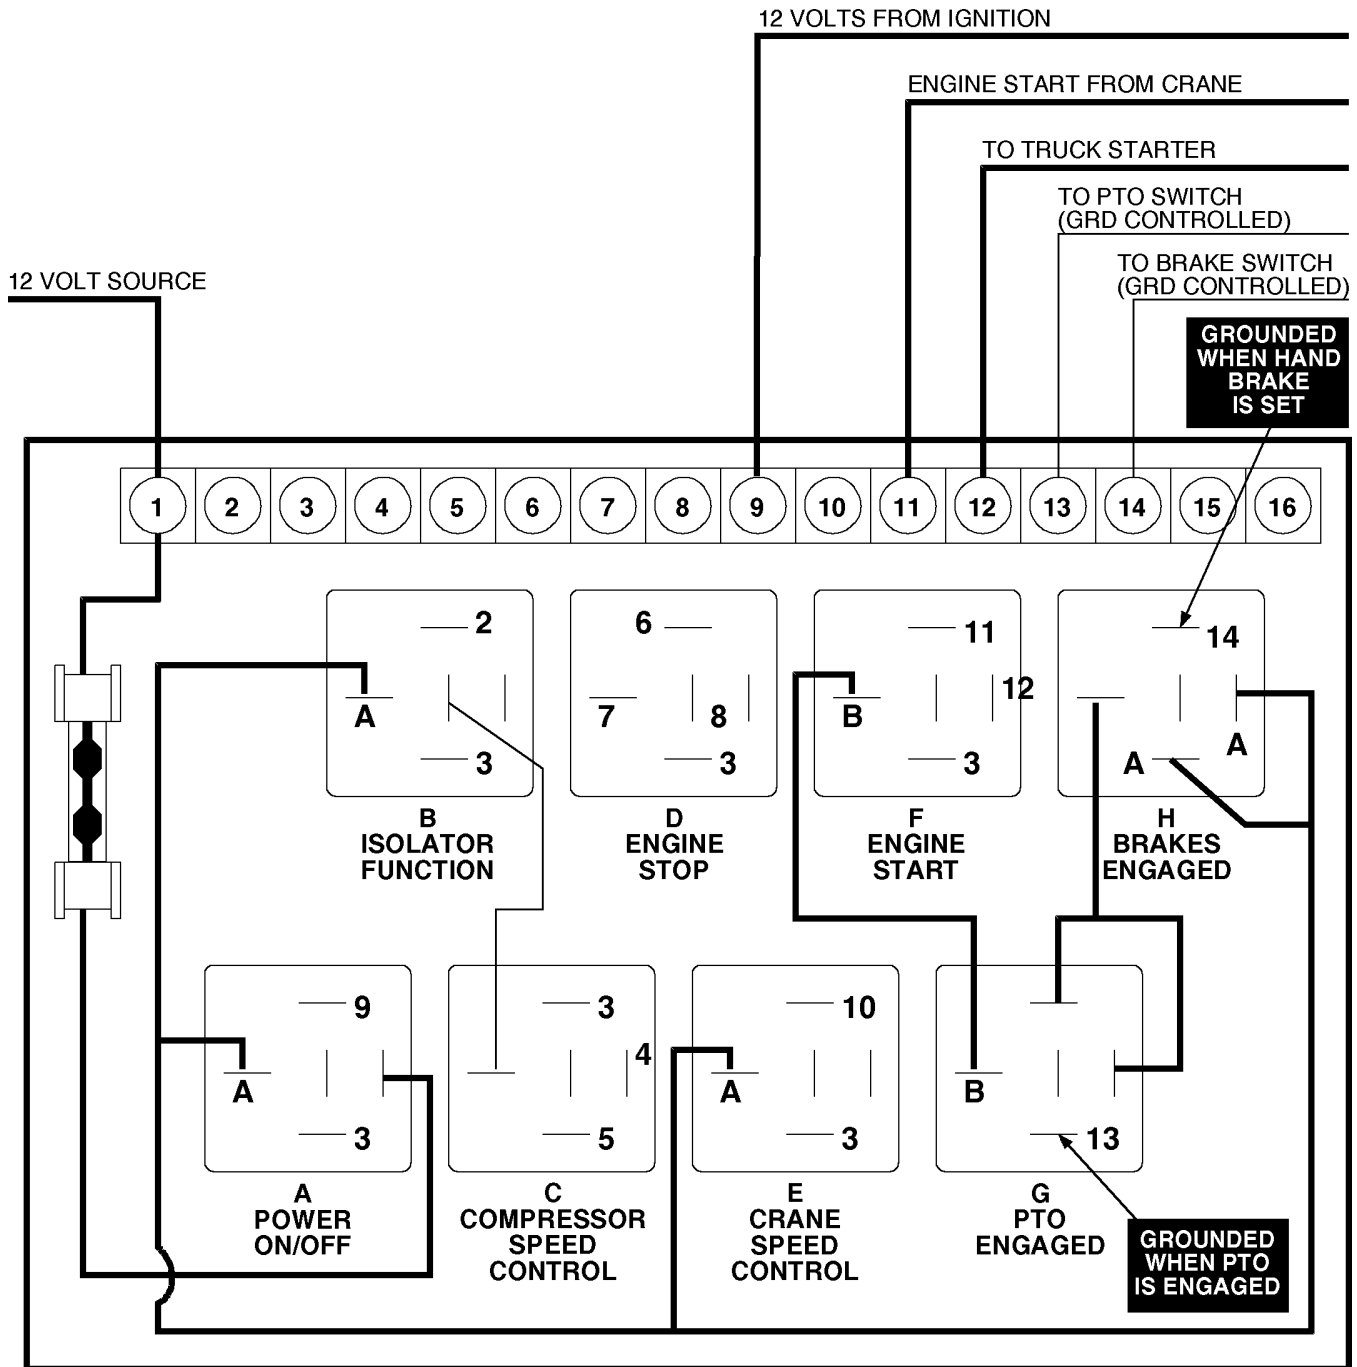 12 VOLTS FROM IGNITION
ENGINE START FROM CRANE
TO TRUCK STARTER
TO PTO SWITCH
(GRD CONTROLLED)
TO BRAKE SWITCH
(GRD CONTROLLED)
12 VOLT SOURCE
GROUNDED
WHEN HAND
BRAKE
IS SET
1 2 3 4 5 6 7 8 9 10 11 12 13 14 15 16
2
A
3
B
ISOLATOR
FUNCTION
6
7 8
3
D
ENGINE
STOP
11
12
B
3
F
ENGINE
START
14
A
A
H
BRAKES
ENGAGED
9
A
3
A
POWER
ON/OFF
3
4
5
C
COMPRESSOR
SPEED
CONTROL
10
A
3
E
CRANE
SPEED
CONTROL
B
13
G
PTO
ENGAGED
GROUNDED
WHEN PTO
IS ENGAGED